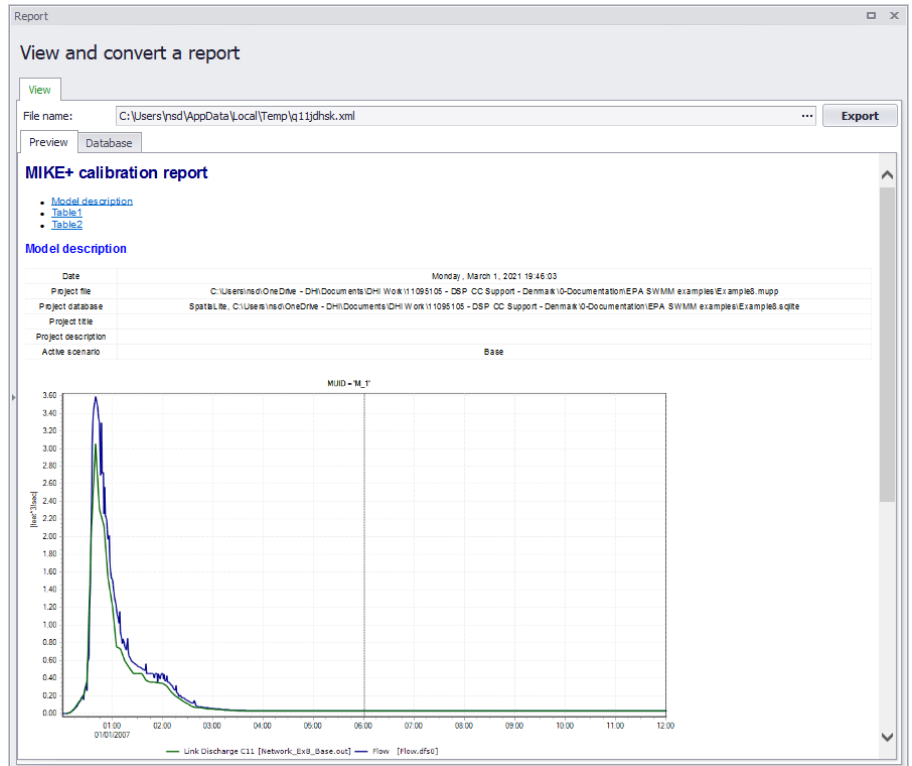 Report
View and convert a report
View
File name: C:\Users\nsd\AppData\Local\Temp\q11jdhsk.xml ... Export
Preview Database
MIKE+ calibration report
Model description
Table1
Table2
Model description
Date Monday, March 1, 2021 19:46:03
Project file C:\Users\nsd\OneDrive - DHI\Documents\DHI Work\11095105 - DSP CC Support - Denmark\0-Documentation\EPA SWMM examples\Example8.mupp
Project database SpatiaLite, C:\Users\nsd\OneDrive - DHI\Documents\DHI Work\11095105 - DSP CC Support - Denmark\0-Documentation\EPA SWMM examples\Example8.sqlite
Project title
Project description
Active scenario Base
MUID = 'M_1'
3.60
3.40
3.20
3.00
2.80
2.60
2.40
[feet^3/sec]
2.20
2.00
1.80
1.60
1.40
1.20
1.00
0.80
0.60
0.40
0.20
0.00
01:00 02:00 03:00 04:00 05:00 06:00 07:00 08:00 09:00 10:00 11:00 12:00
01/01/2007
Link Discharge C11 [Network_Ex8_Base.out] Flow [Flow.dfs0]